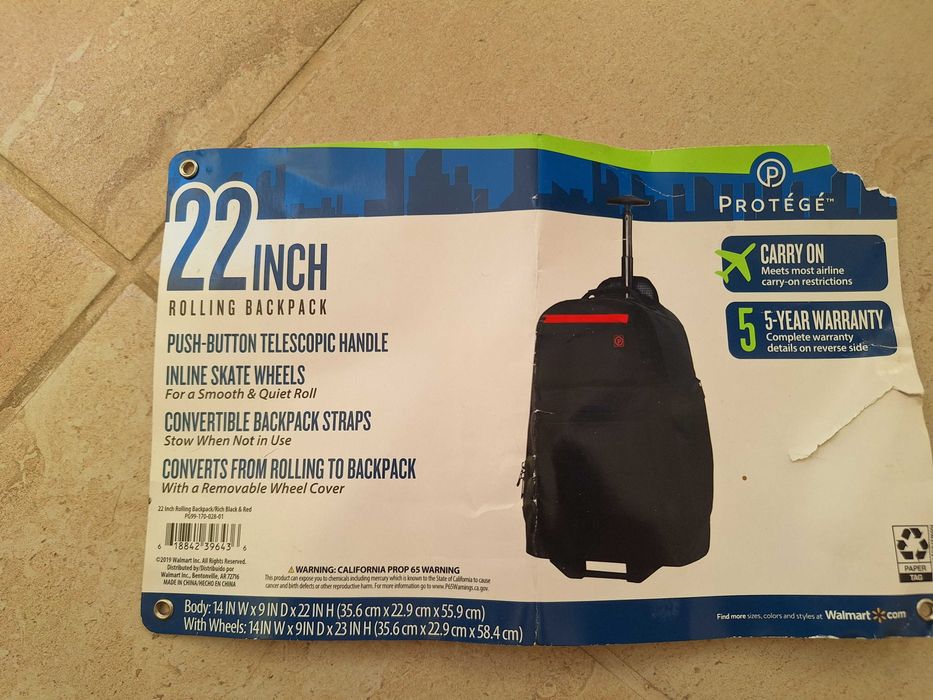 P
PROTÉGÉ™
22 INCH
ROLLING BACKPACK
PUSH-BUTTON TELESCOPIC HANDLE
INLINE SKATE WHEELS
For a Smooth & Quiet Roll
CONVERTIBLE BACKPACK STRAPS
Stow When Not in Use
CONVERTS FROM ROLLING TO BACKPACK
With a Removable Wheel Cover
22 Inch Rolling Backpack/Rich Black & Red
PG99-170-028-01
6 18842 39643 6
©2019 Walmart Inc. All Rights Reserved.
Distributed by/Distribuido por
Walmart Inc., Bentonville, AR 72716
MADE IN CHINA/HECHO EN CHINA
WARNING: CALIFORNIA PROP 65 WARNING
This product can expose you to chemicals including mercury which is known to the State of California to cause
cancer and birth defects or other reproductive harm. For more information go to www.P65Warnings.ca.gov.
Body: 14 IN W x 9 IN D x 22 IN H (35.6 cm x 22.9 cm x 55.9 cm)
With Wheels: 14 IN W x 9 IN D x 23 IN H (35.6 cm x 22.9 cm x 58.4 cm)
CARRY ON
Meets most airline
carry-on restrictions
5 5-YEAR WARRANTY
Complete warranty
details on reverse side
PAPER
TAG
Find more sizes, colors and styles at Walmart.com